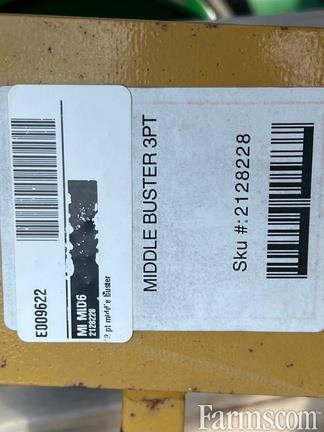 E009622
MI MID6
2128228
3 pt middle Buster
MIDDLE BUSTER 3PT
Sku #:2128228
Farms.com®